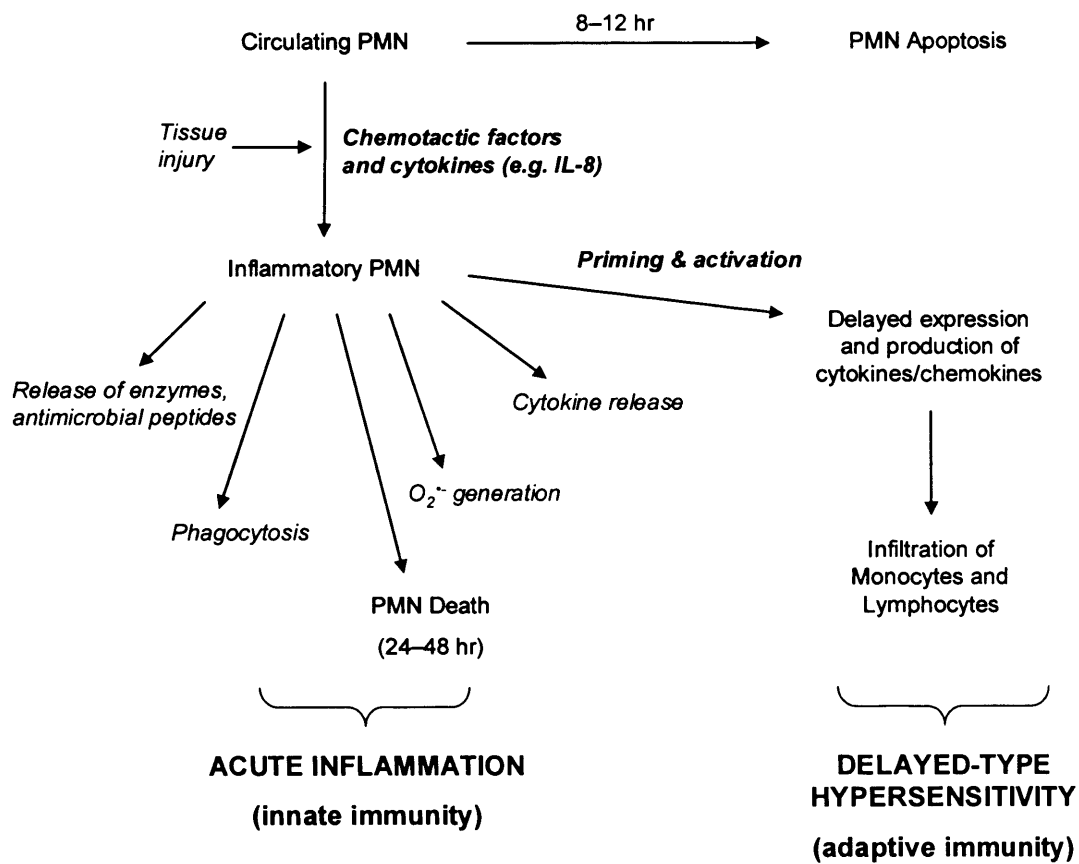 8–12 hr
Circulating PMN
PMN Apoptosis
Tissue
injury
Chemotactic factors
and cytokines (e.g. IL-8)
Inflammatory PMN
Priming & activation
Delayed expression
and production of
cytokines/chemokines
Release of enzymes,
antimicrobial peptides
Cytokine release
O₂•- generation
Phagocytosis
Infiltration of
Monocytes and
Lymphocytes
PMN Death
(24–48 hr)
ACUTE INFLAMMATION
(innate immunity)
DELAYED-TYPE
HYPERSENSITIVITY
(adaptive immunity)